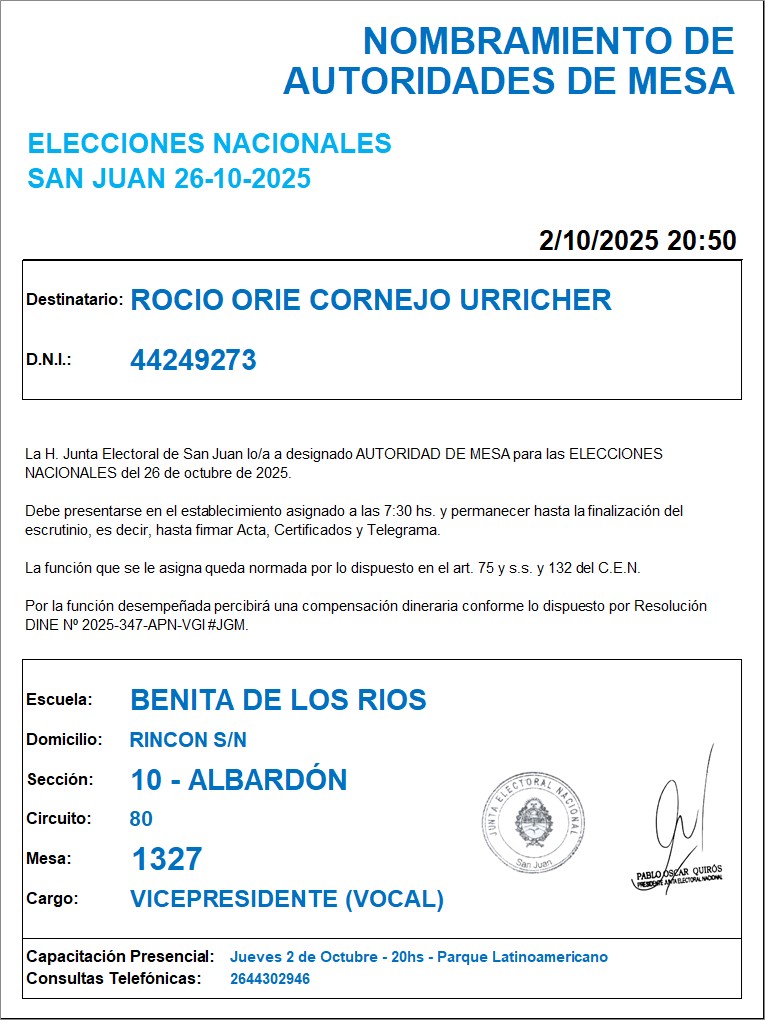 NOMBRAMIENTO DE
AUTORIDADES DE MESA
ELECCIONES NACIONALES
SAN JUAN 26-10-2025
2/10/2025 20:50
Destinatario: ROCIO ORIE CORNEJO URRICHER
D.N.I.: 44249273
La H. Junta Electoral de San Juan lo/a a designado AUTORIDAD DE MESA para las ELECCIONES
NACIONALES del 26 de octubre de 2025.
Debe presentarse en el establecimiento asignado a las 7:30 hs. y permanecer hasta la finalización del
escrutinio, es decir, hasta firmar Acta, Certificados y Telegrama.
La función que se le asigna queda normada por lo dispuesto en el art. 75 y s.s. y 132 del C.E.N.
Por la función desempeñada percibirá una compensación dineraria conforme lo dispuesto por Resolución
DINE Nº 2025-347-APN-VGI#JGM.
Escuela: BENITA DE LOS RIOS
Domicilio: RINCON S/N
Sección: 10 - ALBARDÓN
Circuito: 80
Mesa: 1327
Cargo: VICEPRESIDENTE (VOCAL)
JUNTA ELECTORAL NACIONAL
San Juan
PABLO OSCAR QUIRÓS
PRESIDENTE JUNTA ELECTORAL NACIONAL
Capacitación Presencial: Jueves 2 de Octubre - 20hs - Parque Latinoamericano
Consultas Telefónicas: 2644302946